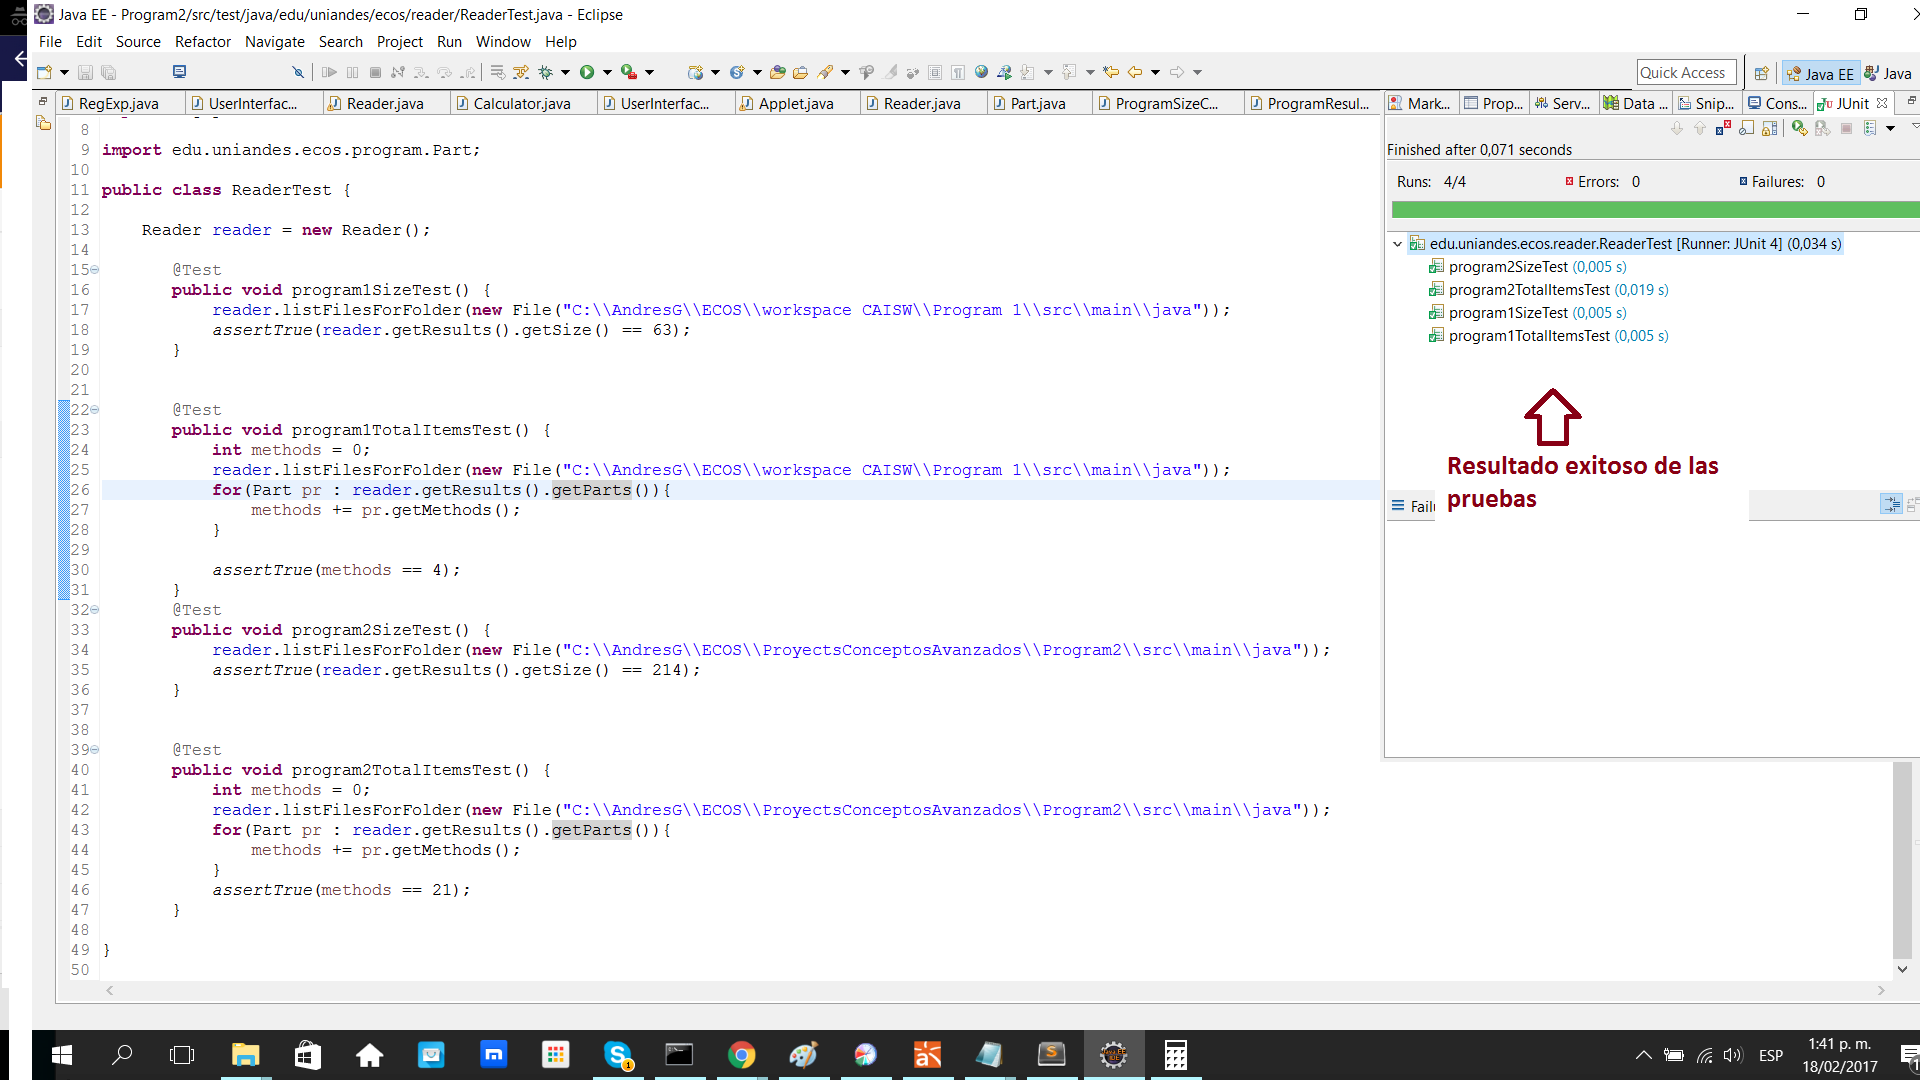 Java EE - Program2/src/test/java/edu/uniandes/ecos/reader/ReaderTest.java - Eclipse
File Edit Source Refactor Navigate Search Project Run Window Help
Quick Access Java EE Java
RegExp.java UserInterfac... Reader.java Calculator.java UserInterfac... Applet.java Reader.java Part.java ProgramSizeC... ProgramResul...
8
9 import edu.uniandes.ecos.program.Part;
10
11 public class ReaderTest {
12
13 Reader reader = new Reader();
14
15 @Test
16 public void program1SizeTest() {
17 reader.listFilesForFolder(new File("C:\\AndresG\\ECOS\\workspace CAISW\\Program 1\\src\\main\\java"));
18 assertTrue(reader.getResults().getSize() == 63);
19 }
20
21
22 @Test
23 public void program1TotalItemsTest() {
24 int methods = 0;
25 reader.listFilesForFolder(new File("C:\\AndresG\\ECOS\\workspace CAISW\\Program 1\\src\\main\\java"));
26 for(Part pr : reader.getResults().getParts()){
27 methods += pr.getMethods();
28 }
29
30 assertTrue(methods == 4);
31 }
32 @Test
33 public void program2SizeTest() {
34 reader.listFilesForFolder(new File("C:\\AndresG\\ECOS\\ProyectsConceptosAvanzados\\Program2\\src\\main\\java"));
35 assertTrue(reader.getResults().getSize() == 214);
36 }
37
38
39 @Test
40 public void program2TotalItemsTest() {
41 int methods = 0;
42 reader.listFilesForFolder(new File("C:\\AndresG\\ECOS\\ProyectsConceptosAvanzados\\Program2\\src\\main\\java"));
43 for(Part pr : reader.getResults().getParts()){
44 methods += pr.getMethods();
45 }
46 assertTrue(methods == 21);
47 }
48
49 }
50
Mark... Prop... Serv... Data ... Snip... Cons... JUnit
Finished after 0,071 seconds
Runs: 4/4 Errors: 0 Failures: 0
edu.uniandes.ecos.reader.ReaderTest [Runner: JUnit 4] (0,034 s)
program2SizeTest (0,005 s)
program2TotalItemsTest (0,019 s)
program1SizeTest (0,005 s)
program1TotalItemsTest (0,005 s)
Resultado exitoso de las
pruebas
ESP
1:41 p. m.
18/02/2017